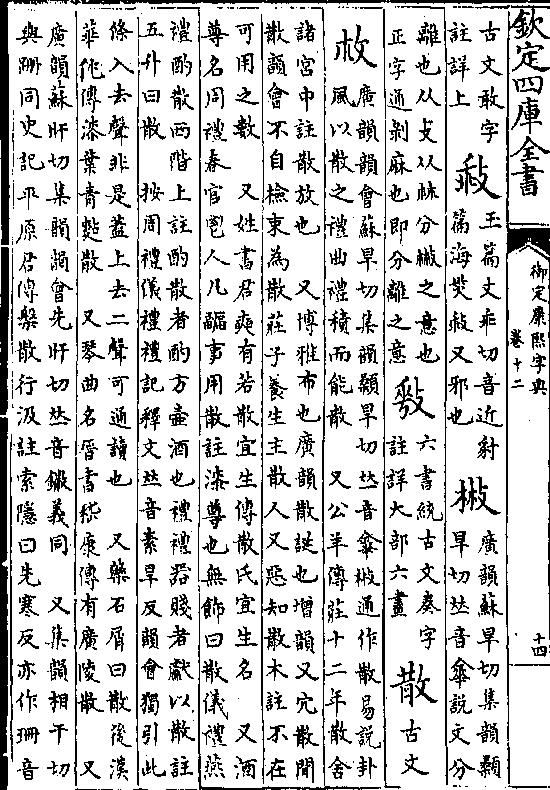 欽定四庫全書
御定康熙字典
卷十二
十四
古文敢字
註詳上
玉篇丈乖切音近射
篇海㸚又邪也
㪔
廣韻蘇旱切集韻顙
旱切𠀤音傘說文分
離也从攴从𣏟分㪔之意也
正字通剥麻也即分離之意
六書統古文奏字
註詳大部六畫
散
古文
廣韻韻會蘇旱切集韻顙旱切𠀤音傘㪔通作散易說卦
風以散之禮曲禮積而能散 又公羊傳莊十二年散舍
諸宮中註散放也 又博雅布也廣韻散誕也增韻又冗散閒
散韻會不自檢束為散莊子養生主散人又惡知散木註不在
可用之數 又姓書君奭有若散宜生傳散氏宜生名 又酒
尊名周禮春官鬯人凡疈事用散註漆尊也無飾曰散儀禮燕
禮酌散西階上註酌散者酌方壺酒也禮禮器賤者獻以散註
五升曰散 按周禮儀禮禮記釋文𠀤音素旱反韻會獨引此
條入去聲非是蓋上去二聲可通讀也 又藥石屑曰散後漢
華佗傳漆葉青黏散 又琴曲名晉書嵇康傳有廣陵散 又
廣韻蘇旰切集韻韻會先旰切𠀤音鏾義同 又集韻相干切
與跚同史記平原君傳槃散行汲註索隱曰先寒反亦作珊音